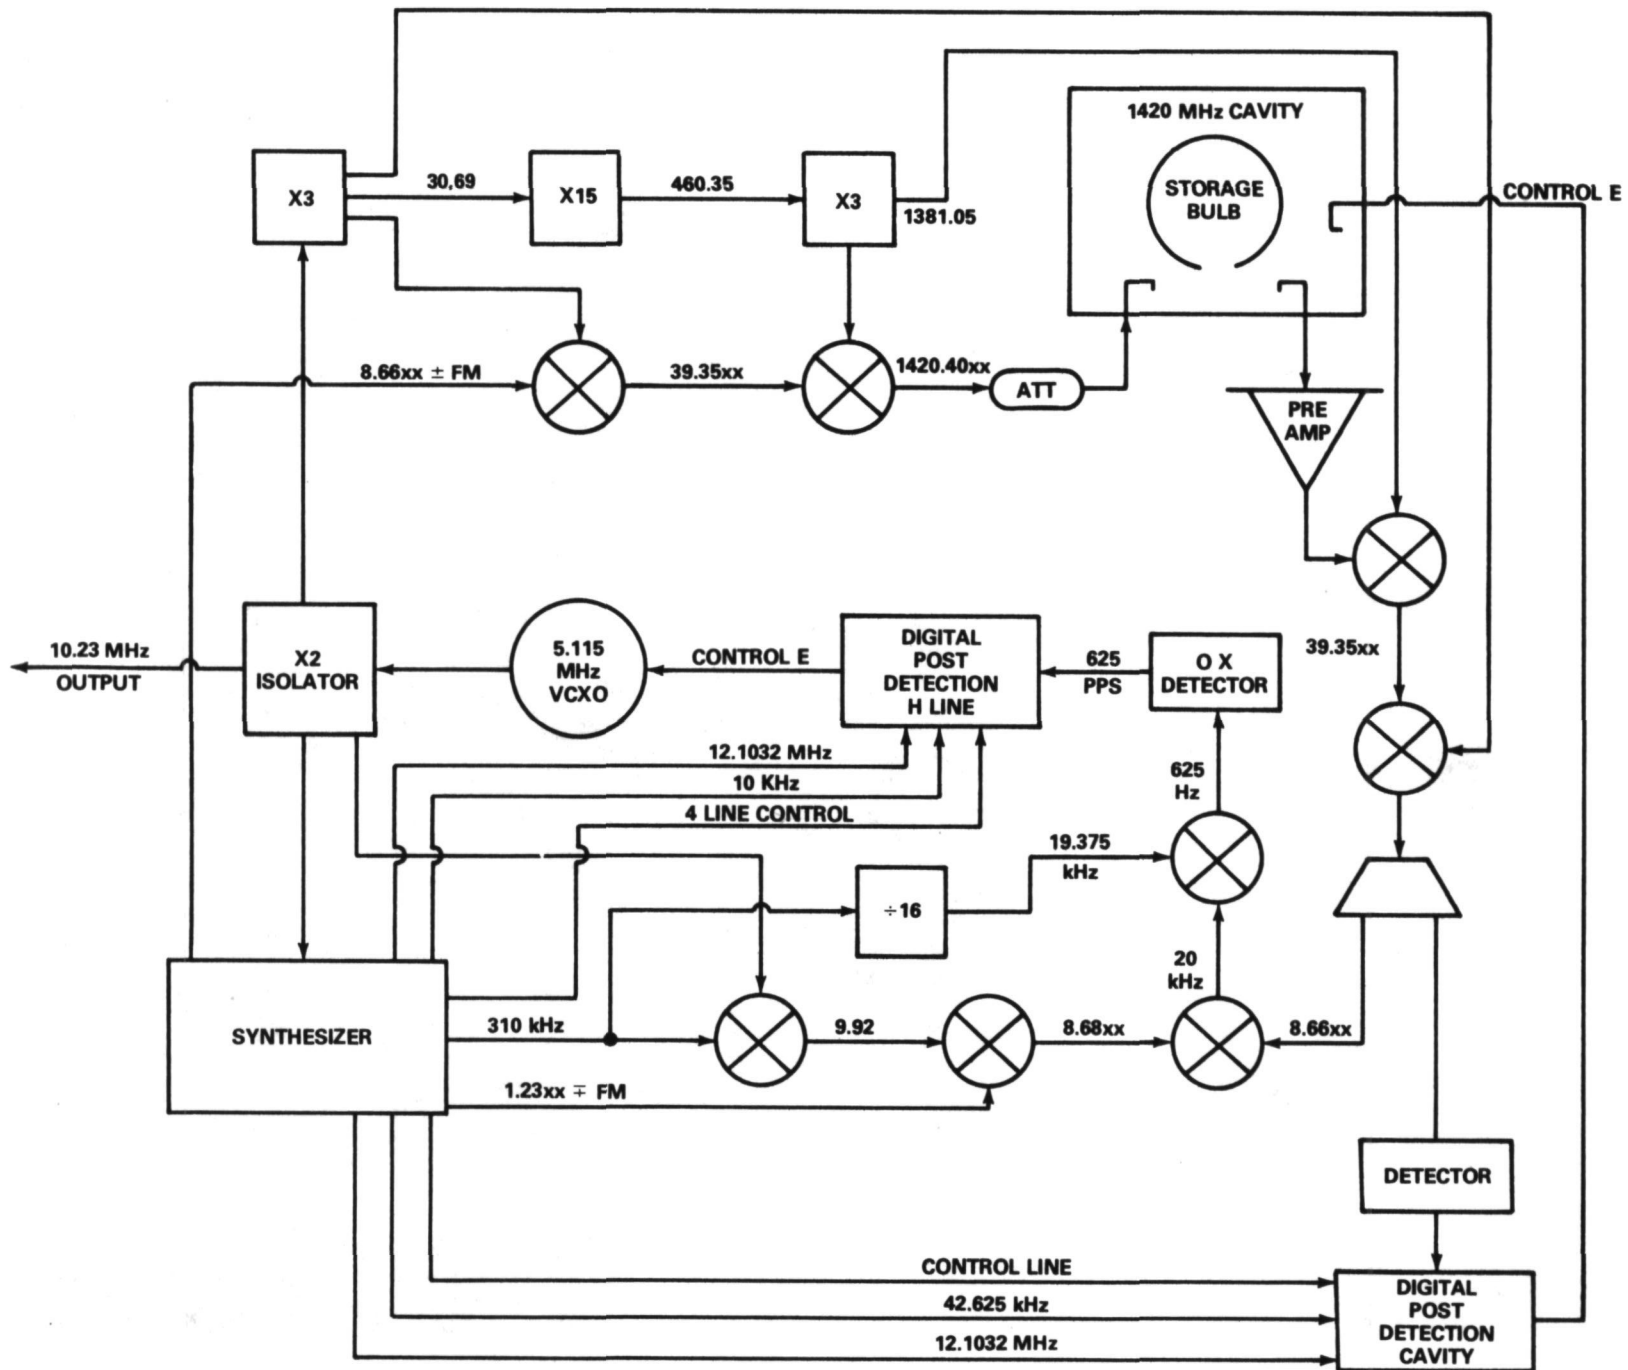 1420 MHz CAVITY
STORAGE
BULB
CONTROL E
X3
30,69
X15
460.35
X3
1381.05
8.66xx ± FM
39.35xx
1420.40xx
ATT
PRE
AMP
39.35xx
10.23 MHz
OUTPUT
X2
ISOLATOR
5.115
MHz
VCXO
CONTROL E
DIGITAL
POST
DETECTION
H LINE
625
PPS
O X
DETECTOR
12.1032 MHz
10 KHz
4 LINE CONTROL
625
Hz
19.375
kHz
÷16
20
kHz
SYNTHESIZER
310 kHz
9.92
8.68xx
8.66xx
1.23xx ∓ FM
DETECTOR
CONTROL LINE
42.625 kHz
12.1032 MHz
DIGITAL
POST
DETECTION
CAVITY